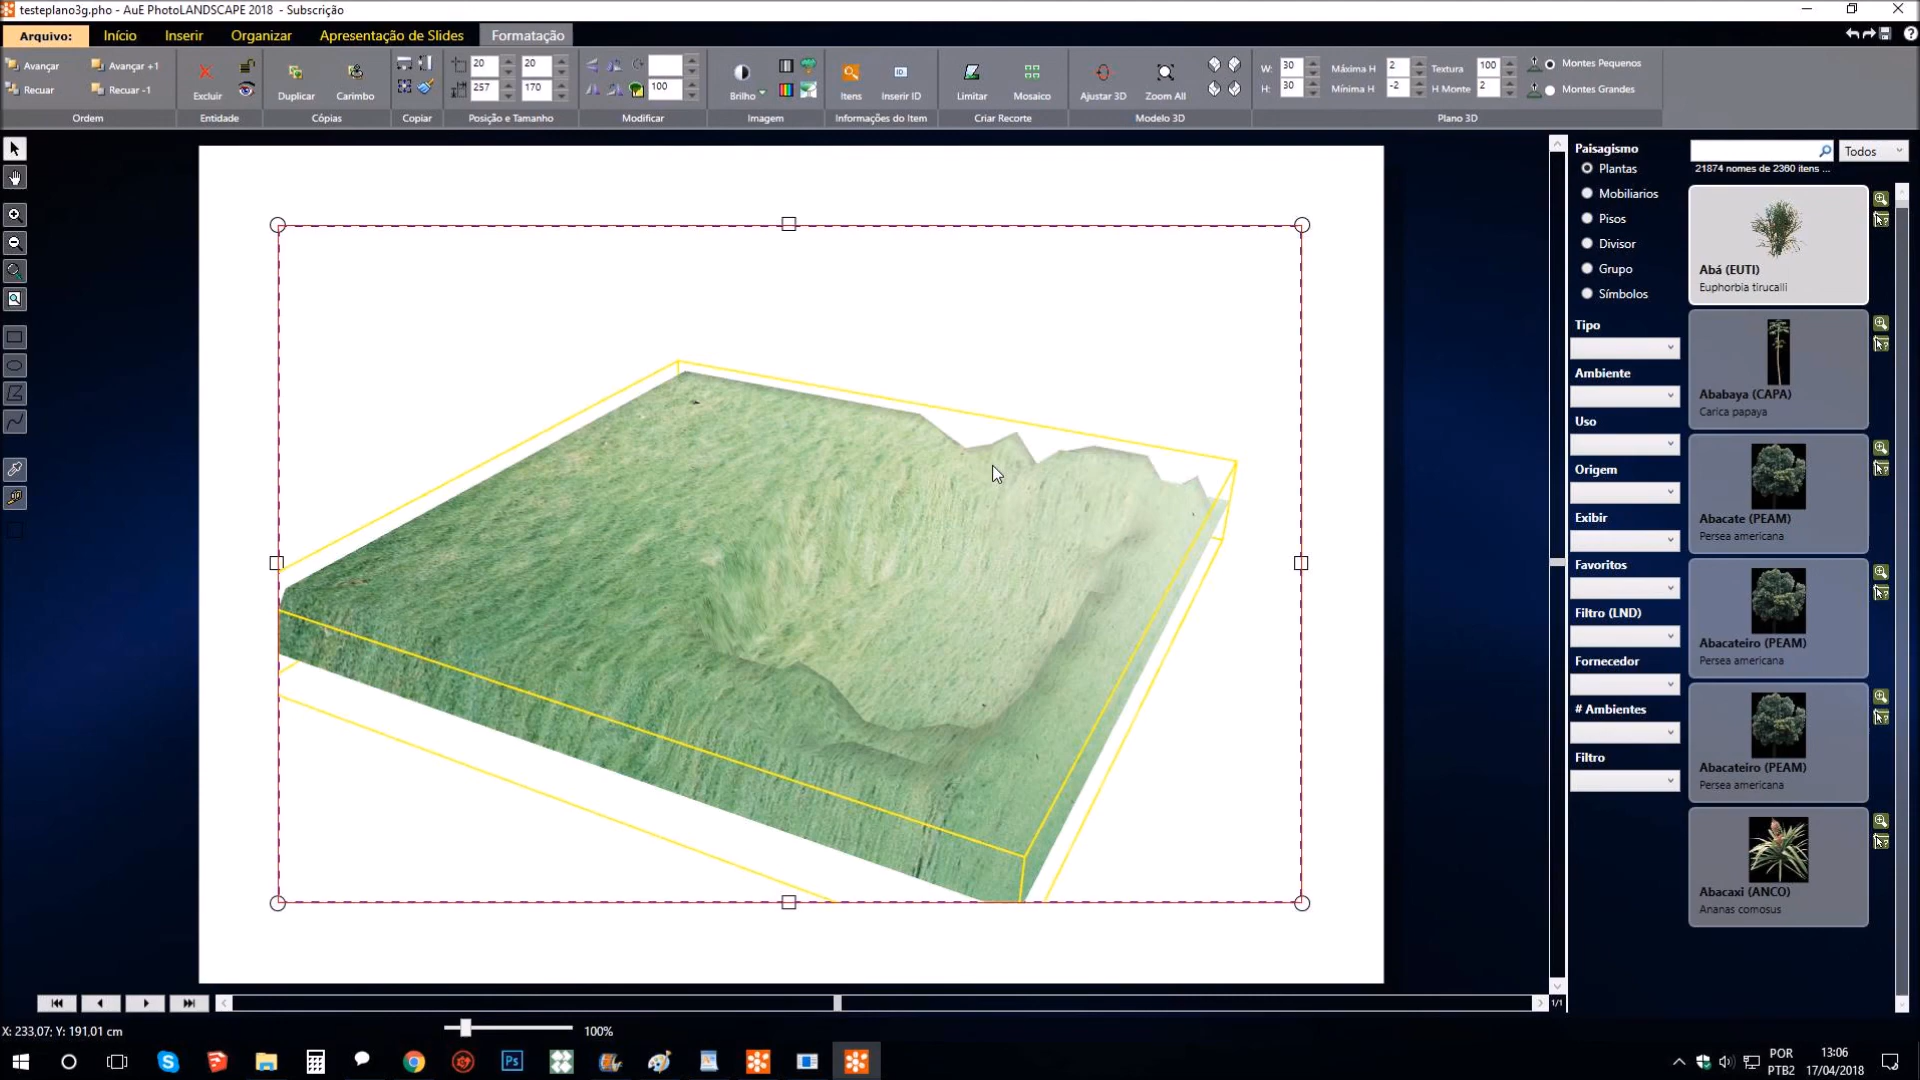 testeplano3g.pho - AuE PhotoLANDSCAPE 2018 - Subscrição
Arquivo: Início Inserir Organizar Apresentação de Slides Formatação
Avançar Avançar +1
Recuar Recuar -1
Ordem
Excluir
Entidade
Duplicar Carimbo
Cópias
Copiar
20 20
257 170
Posição e Tamanho
100
Modificar
Brilho
Imagem
Itens Inserir ID
Informações do Item
Limitar Mosaico
Criar Recorte
Ajustar 3D Zoom All
Modelo 3D
W: 30 Máxima H 2 Textura 100 Montes Pequenos
H: 30 Mínima H -2 H Monte 2 Montes Grandes
Plano 3D
Paisagismo
Plantas
Mobiliarios
Pisos
Divisor
Grupo
Símbolos
Tipo
Ambiente
Uso
Origem
Exibir
Favoritos
Filtro (LND)
Fornecedor
# Ambientes
Filtro
Todos
21874 nomes de 2360 itens ...
Abá (EUTI)
Euphorbia tirucalli
Ababaya (CAPA)
Carica papaya
Abacate (PEAM)
Persea americana
Abacateiro (PEAM)
Persea americana
Abacateiro (PEAM)
Persea americana
Abacaxi (ANCO)
Ananas comosus
1/1
X: 233,07; Y: 191,01 cm
100%
Ps
POR
PTB2
13:06
17/04/2018